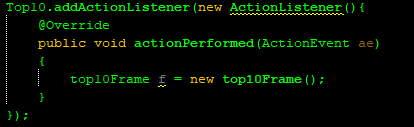 Top10.addActionListener(new ActionListener(){
    @Override
    public void actionPerformed(ActionEvent ae)
    {
        top10Frame f = new top10Frame();
    }
});